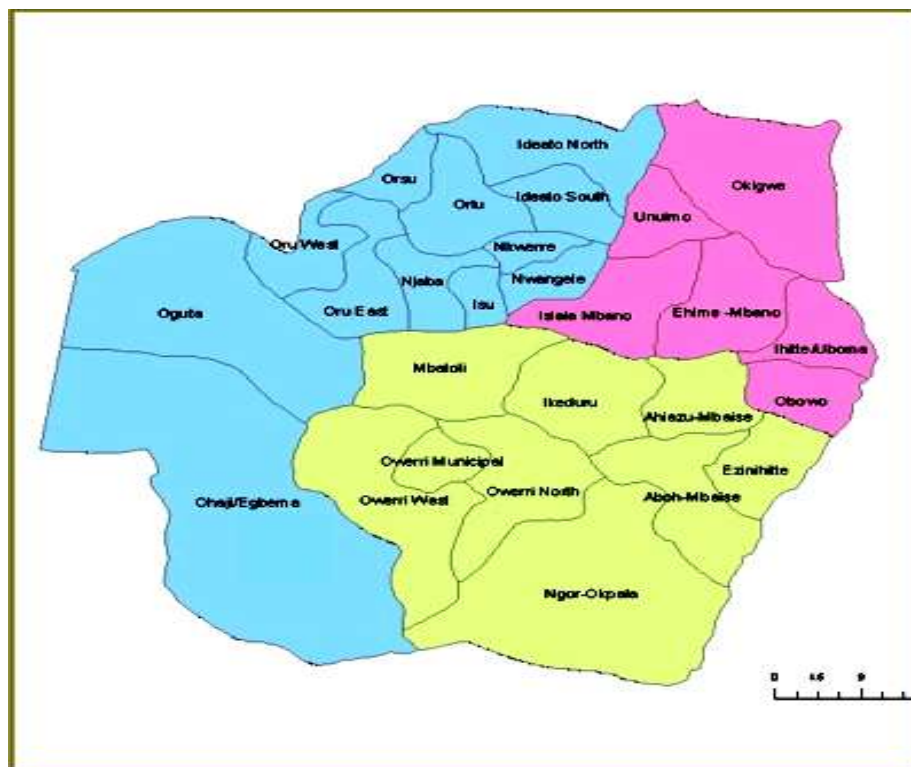 Ideato North
Orsu
Okigwe
Ideato South
Orlu
Unuimo
Oru West
Nkwerre
Njaba
Nwangele
Isu
Oguta
Oru East
Isiala Mbano
Ehime -Mbano
Ihitte/Uboma
Mbaitoli
Ikeduru
Obowo
Ahiazu-Mbaise
Owerri Municipal
Ezinihitte
Owerri West
Owerri North
Aboh-Mbaise
Ohaji/Egbema
Ngor-Okpala
0
9